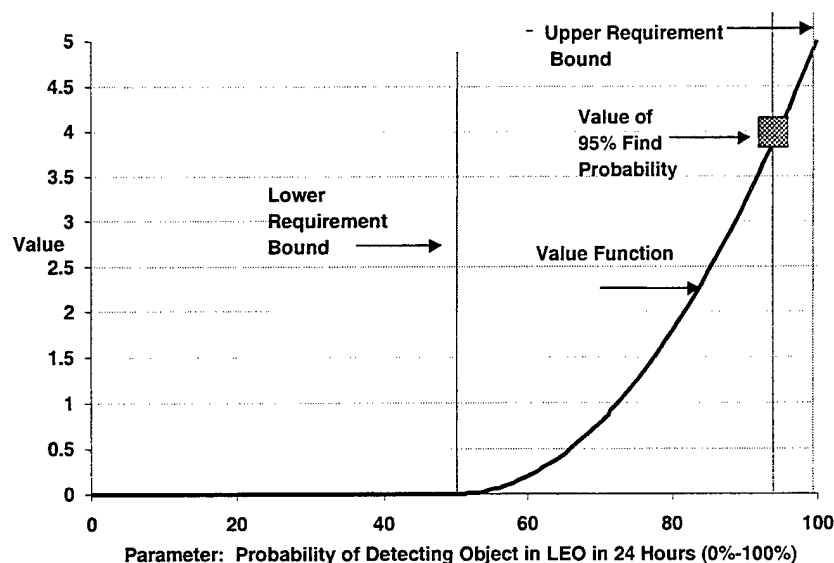 Upper Requirement
Bound
5
4.5
4
3.5
3
Value
2.5
2
1.5
1
0.5
0
Value of
95% Find
Probability
Lower
Requirement
Bound
Value Function
0
20
40
60
80
100
Parameter: Probability of Detecting Object in LEO in 24 Hours (0%-100%)